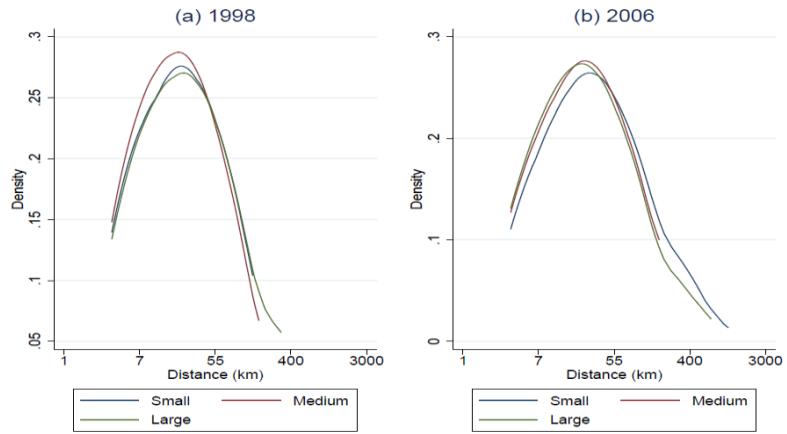 (a) 1998
.3
.25
.2
.15
.1
.05
Density
1 7 55 400 3000
Distance (km)
Small Medium
Large
(b) 2006
.3
.2
.1
0
Density
1 7 55 400 3000
Distance (km)
Small Medium
Large